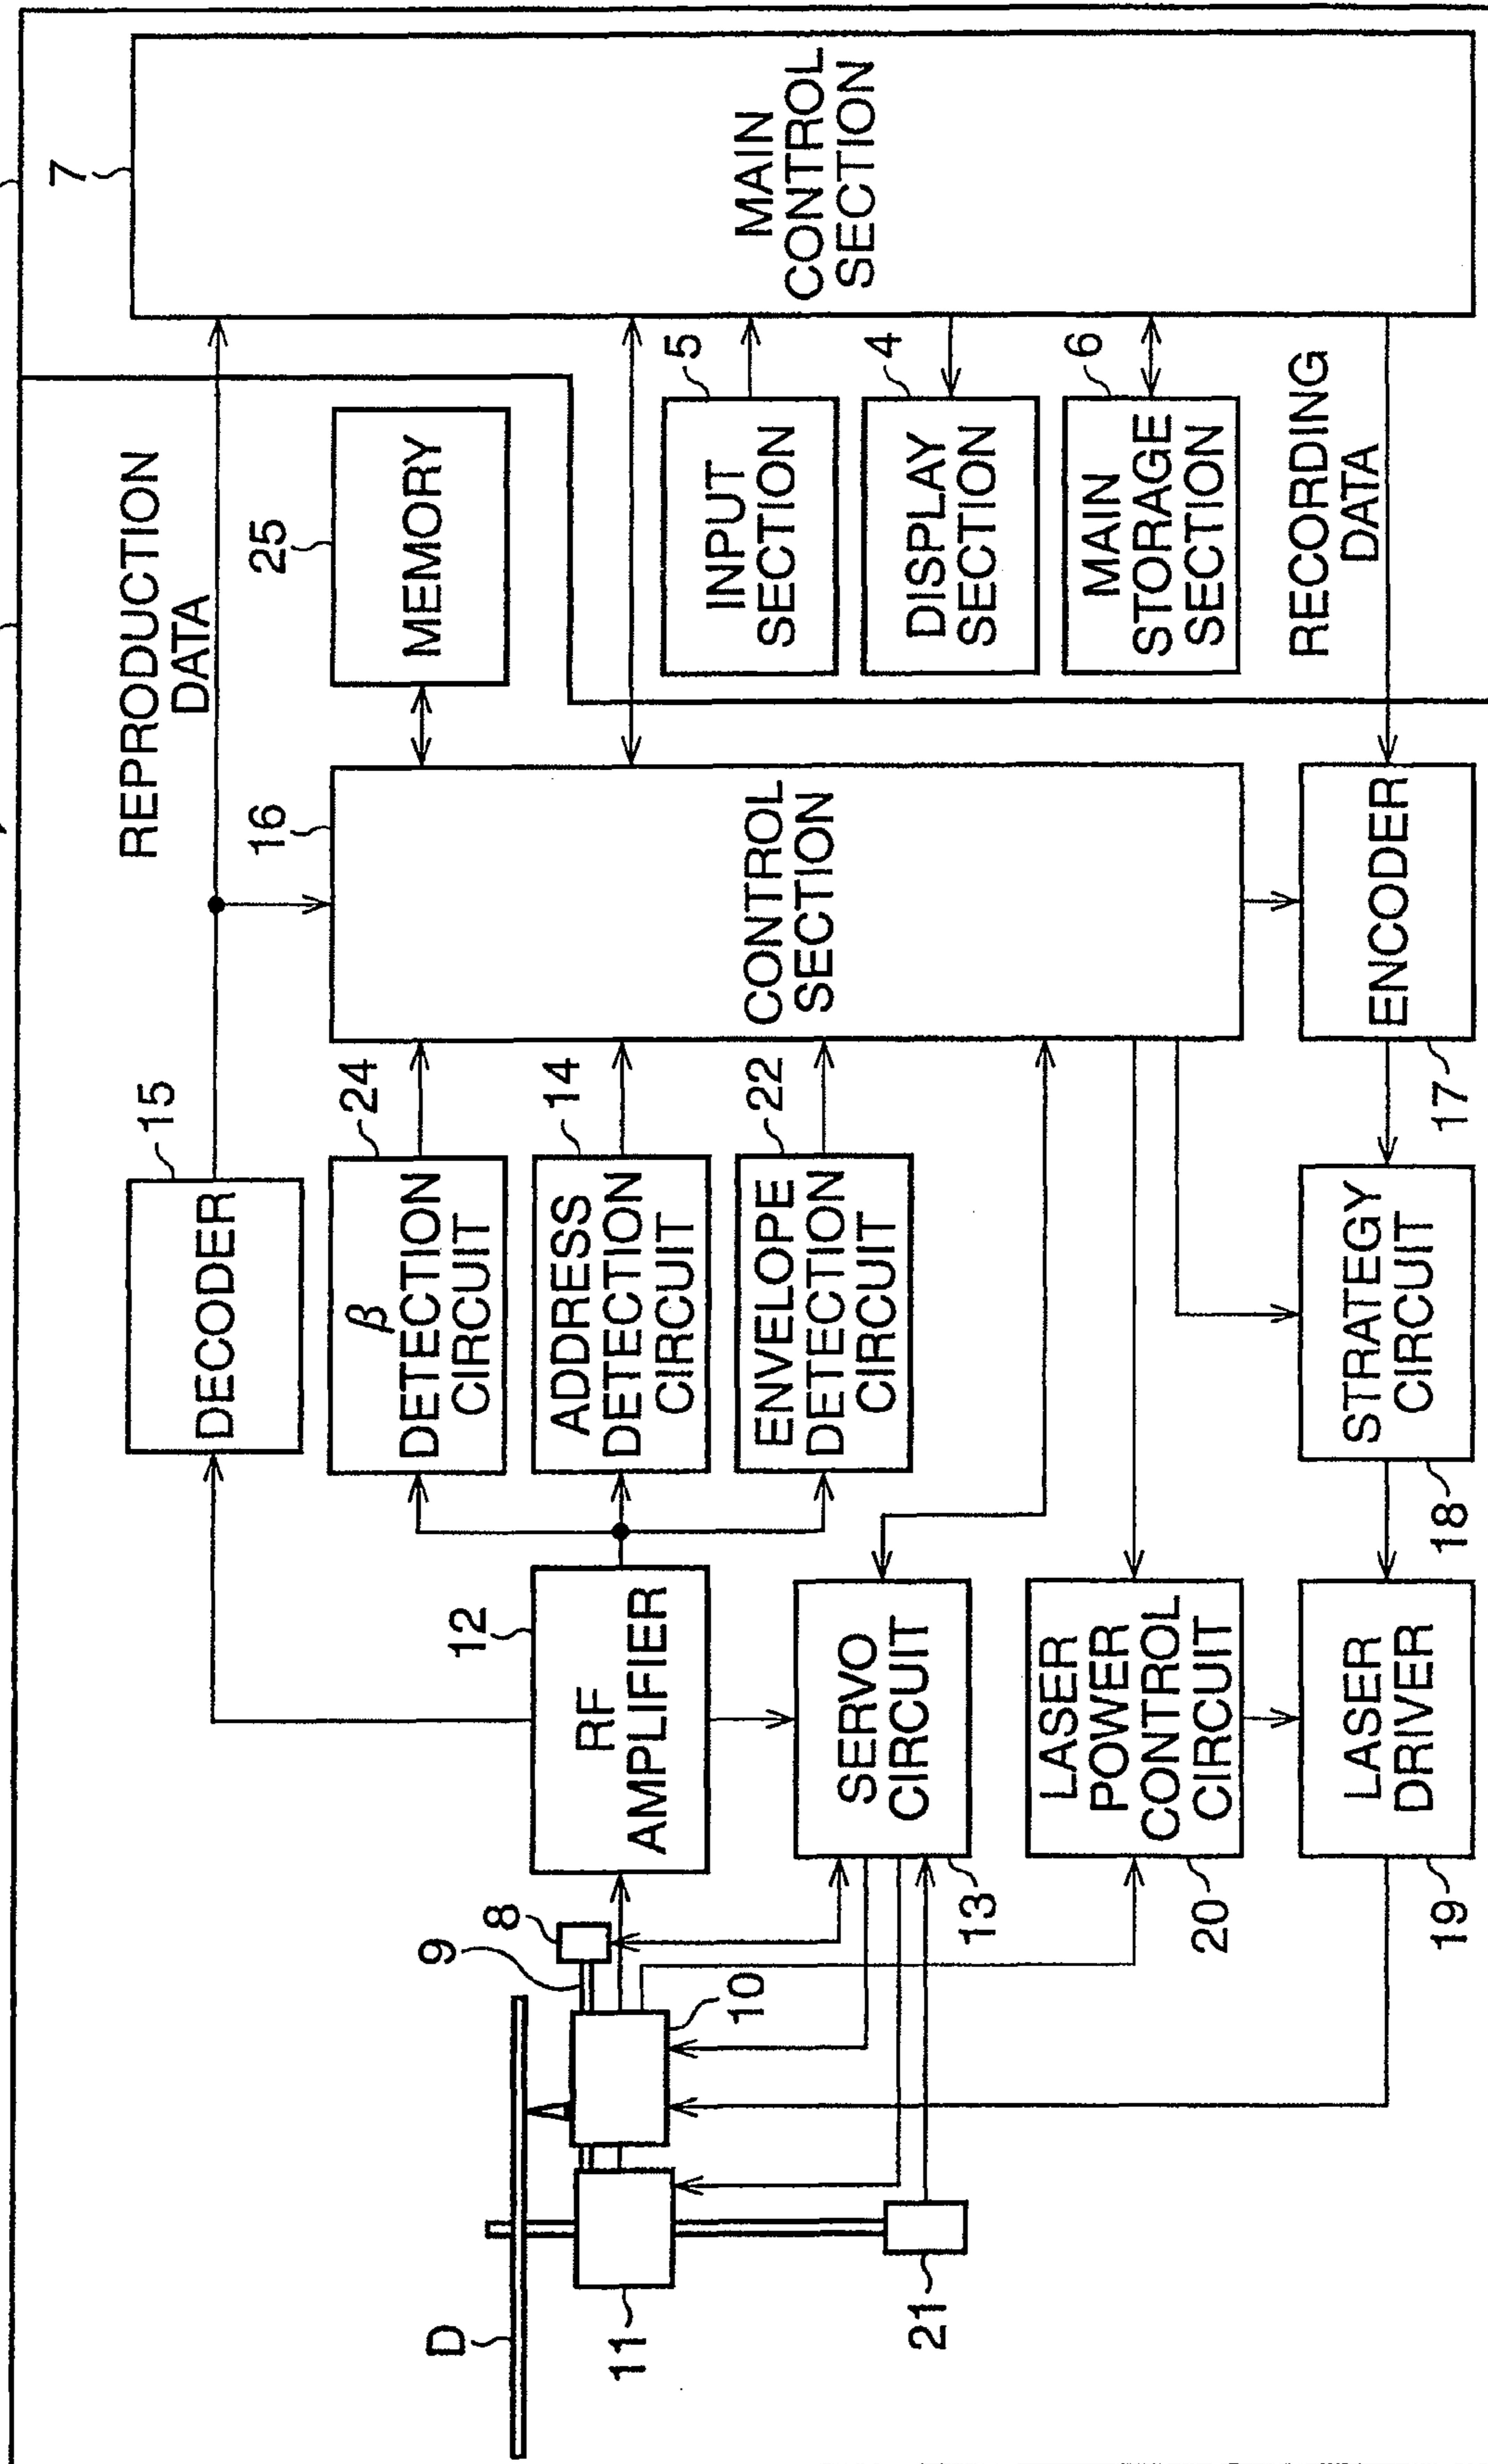 7
MAIN
CONTROL
SECTION
REPRODUCTION
DATA
25
MEMORY
5
INPUT
SECTION
4
DISPLAY
SECTION
6
MAIN
STORAGE
SECTION
RECORDING
DATA
16
CONTROL
SECTION
ENCODER
17
15
DECODER
24
β
DETECTION
CIRCUIT
14
ADDRESS
DETECTION
CIRCUIT
22
ENVELOPE
DETECTION
CIRCUIT
STRATEGY
CIRCUIT
18
12
RF
AMPLIFIER
SERVO
CIRCUIT
13
LASER
POWER
CONTROL
CIRCUIT
20
LASER
DRIVER
19
8
9
10
D
11
21